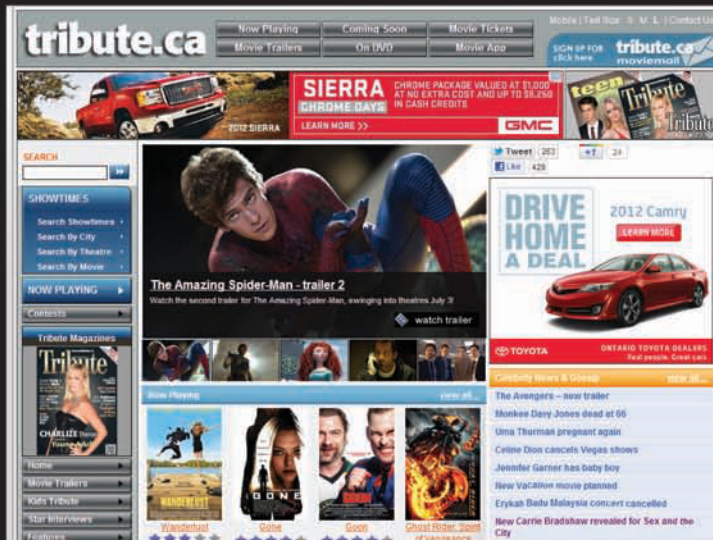 Mobile | Text Size: S M L | Contact Us
tribute.ca
Now Playing
Coming Soon
Movie Tickets
Movie Trailers
On DVD
Movie App
SIGN UP FOR
click here
tribute.ca
moviemail
2012 SIERRA
SIERRA
CHROME DAYS
CHROME PACKAGE VALUED AT $1,000
AT NO EXTRA COST AND UP TO $8,250
IN CASH CREDITS
LEARN MORE >>
GMC
teen
Tribute
Tribute
SEARCH
SHOWTIMES
Search Showtimes
Search By City
Search By Theatre
Search By Movie
NOW PLAYING
Contests
Tribute Magazines
Tribute
CHARLIZE Theron
Young Adult
Home
Movie Trailers
Kids Tribute
Star Interviews
Features
The Amazing Spider-Man - trailer 2
Watch the second trailer for The Amazing Spider-Man, swinging into theatres July 3!
watch trailer
Now Playing
view all...
WANDERLUST
GONE
GOON
Wanderlust
Gone
Goon
Ghost Rider: Spirit
of Vengeance
Tweet 263
+1 24
Like 428
DRIVE
HOME
A DEAL
2012 Camry
LEARN MORE
TOYOTA
ONTARIO TOYOTA DEALERS
Real people. Great cars
Celebrity News & Gossip
view all...
The Avengers – new trailer
Monkee Davy Jones dead at 66
Uma Thurman pregnant again
Celine Dion cancels Vegas shows
Jennifer Garner has baby boy
New Vacation movie planned
Erykah Badu Malaysia concert cancelled
New Carrie Bradshaw revealed for Sex and the
City